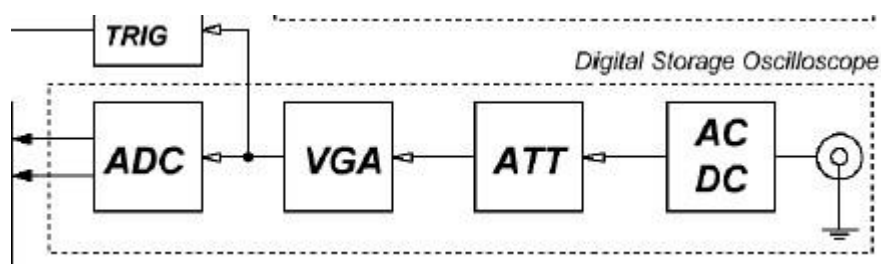 TRIG
Digital Storage Oscilloscope
ADC
VGA
ATT
AC
DC